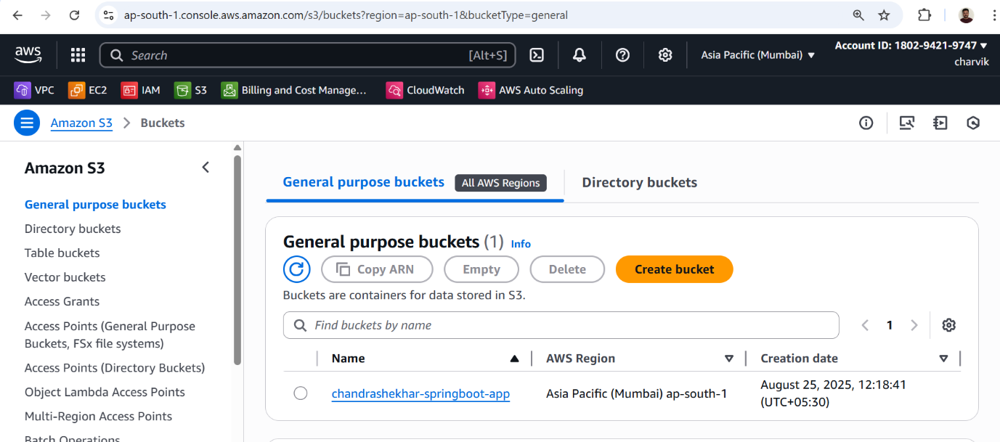 ap-south-1.console.aws.amazon.com/s3/buckets?region=ap-south-1&bucketType=general
aws
Search [Alt+S]
Asia Pacific (Mumbai) ▼
Account ID: 1802-9421-9747 ▼
charvik
VPC EC2 IAM S3 Billing and Cost Manage... CloudWatch AWS Auto Scaling
Amazon S3 > Buckets
Amazon S3
General purpose buckets
Directory buckets
Table buckets
Vector buckets
Access Grants
Access Points (General Purpose
Buckets, FSx file systems)
Access Points (Directory Buckets)
Object Lambda Access Points
Multi-Region Access Points
Batch Operations
General purpose buckets All AWS Regions Directory buckets
General purpose buckets (1) Info
Copy ARN Empty Delete Create bucket
Buckets are containers for data stored in S3.
Find buckets by name 1
Name AWS Region Creation date
chandrashekhar-springboot-app Asia Pacific (Mumbai) ap-south-1 August 25, 2025, 12:18:41
(UTC+05:30)